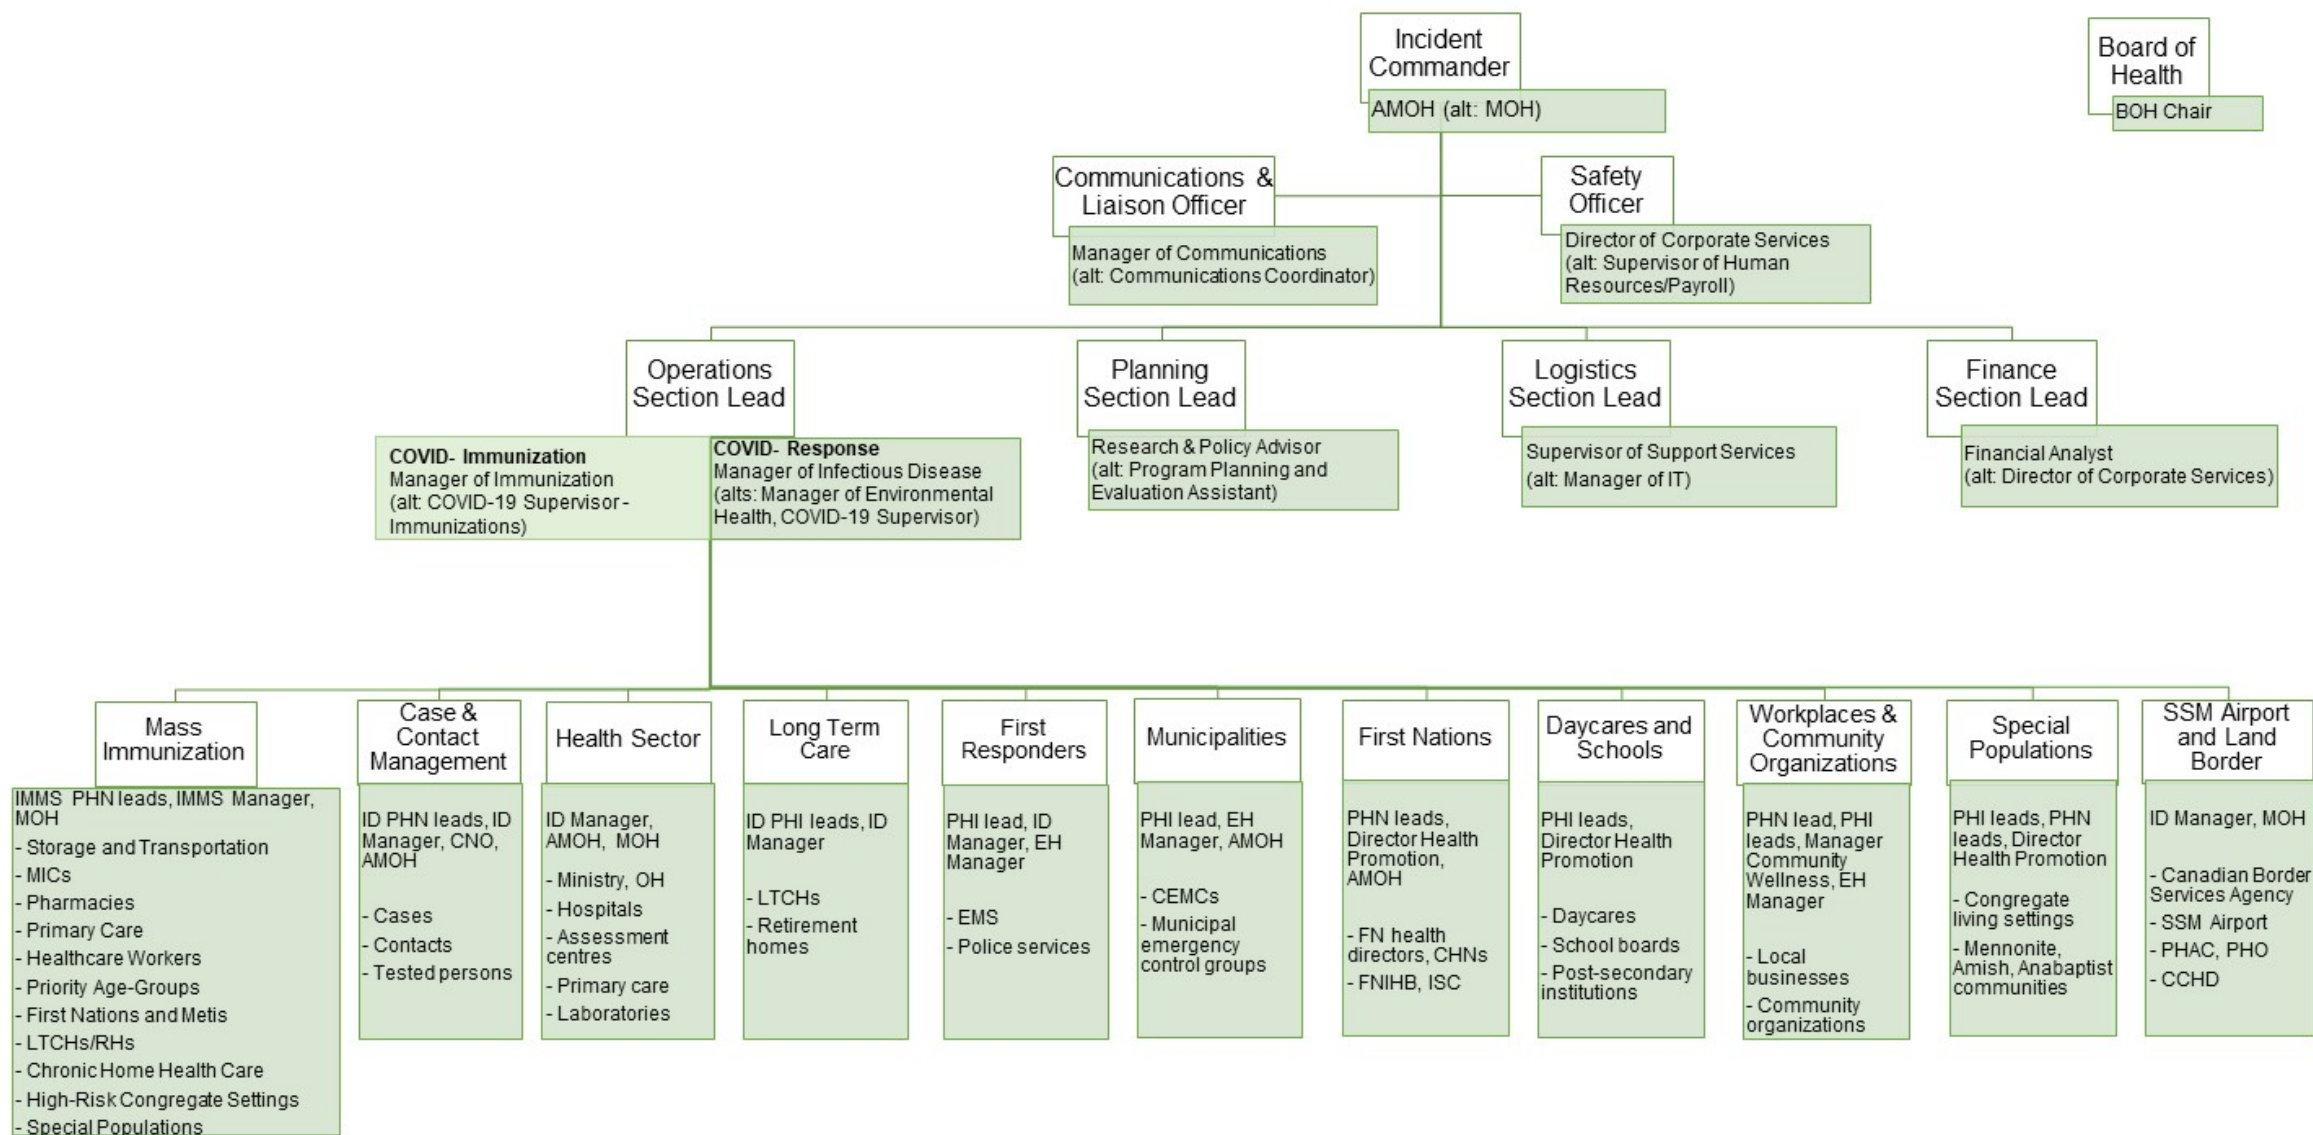 Incident
Commander
AMOH (alt: MOH)
Board of
Health
BOH Chair
Communications &
Liaison Officer
Manager of Communications
(alt: Communications Coordinator)
Safety
Officer
Director of Corporate Services
(alt: Supervisor of Human
Resources/Payroll)
Operations
Section Lead
COVID- Immunization
Manager of Immunization
(alt: COVID-19 Supervisor -
Immunizations)
COVID- Response
Manager of Infectious Disease
(alts: Manager of Environmental
Health, COVID-19 Supervisor)
Planning
Section Lead
Research & Policy Advisor
(alt: Program Planning and
Evaluation Assistant)
Logistics
Section Lead
Supervisor of Support Services
(alt: Manager of IT)
Finance
Section Lead
Financial Analyst
(alt: Director of Corporate Services)
Mass
Immunization
IMMS PHN leads, IMMS Manager,
MOH
- Storage and Transportation
- MICs
- Pharmacies
- Primary Care
- Healthcare Workers
- Priority Age-Groups
- First Nations and Metis
- LTCHs/RHs
- Chronic Home Health Care
- High-Risk Congregate Settings
- Special Populations
Case &
Contact
Management
ID PHN leads, ID
Manager, CNO,
AMOH
- Cases
- Contacts
- Tested persons
Health Sector
ID Manager,
AMOH, MOH
- Ministry, OH
- Hospitals
- Assessment
centres
- Primary care
- Laboratories
Long Term
Care
ID PHI leads, ID
Manager
- LTCHs
- Retirement
homes
First
Responders
PHI lead, ID
Manager, EH
Manager
- EMS
- Police services
Municipalities
PHI lead, EH
Manager, AMOH
- CEMCs
- Municipal
emergency
control groups
First Nations
PHN leads,
Director Health
Promotion,
AMOH
- FN health
directors, CHNs
- FNIHB, ISC
Daycares and
Schools
PHI leads,
Director Health
Promotion
- Daycares
- School boards
- Post-secondary
institutions
Workplaces &
Community
Organizations
PHN lead, PHI
leads, Manager
Community
Wellness, EH
Manager
- Local
businesses
- Community
organizations
Special
Populations
PHI leads, PHN
leads, Director
Health Promotion
- Congregate
living settings
- Mennonite,
Amish, Anabaptist
communities
SSM Airport
and Land
Border
ID Manager, MOH
- Canadian Border
Services Agency
- SSM Airport
- PHAC, PHO
- CCHD